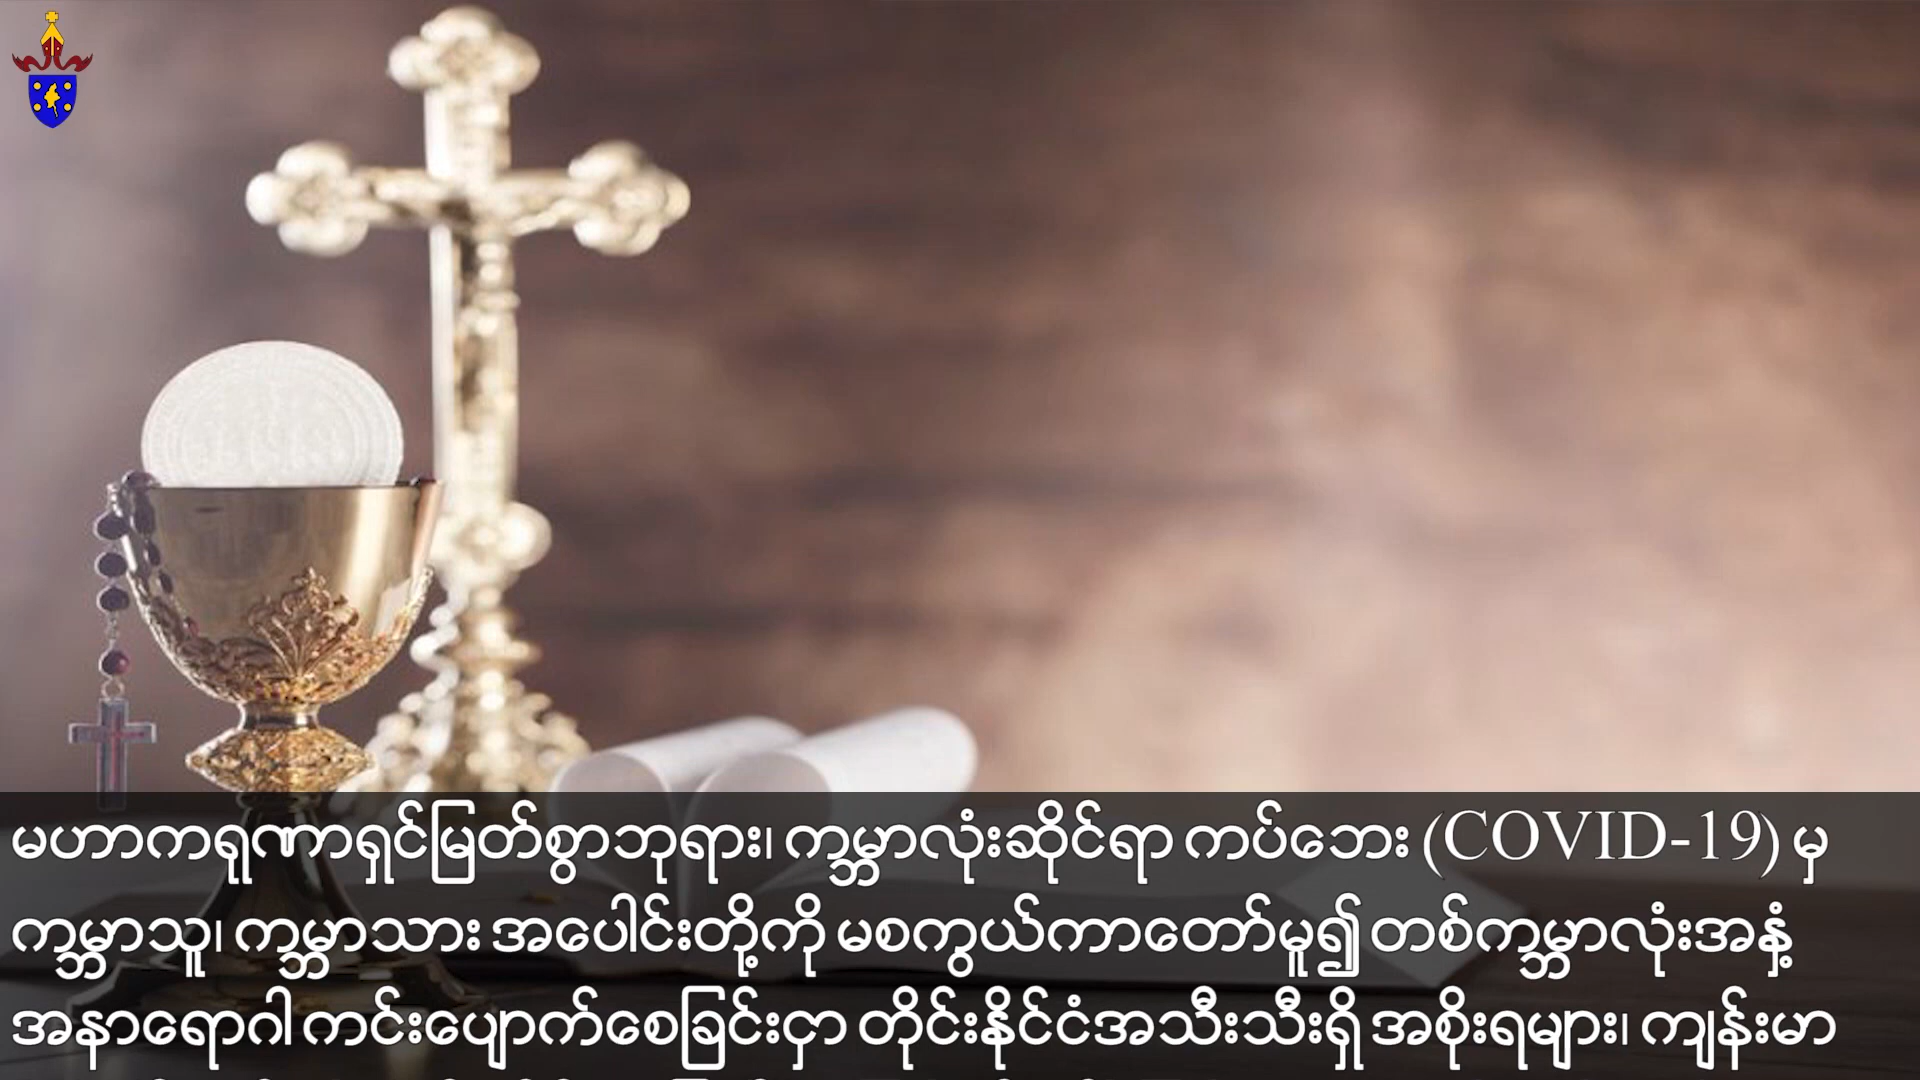 မဟာကရုဏာရှင်မြတ်စွာဘုရား၊ ကမ္ဘာလုံးဆိုင်ရာ ကပ်ဘေး (COVID-19) မှ
ကမ္ဘာသူ၊ ကမ္ဘာသား အပေါင်းတို့ကို မစကွယ်ကာတော်မူ၍ တစ်ကမ္ဘာလုံးအနှံ့
အနာရောဂါ ကင်းပျောက်စေခြင်းငှာ တိုင်းနိုင်ငံအသီးသီးရှိ အစိုးရများ၊ ကျန်းမာ